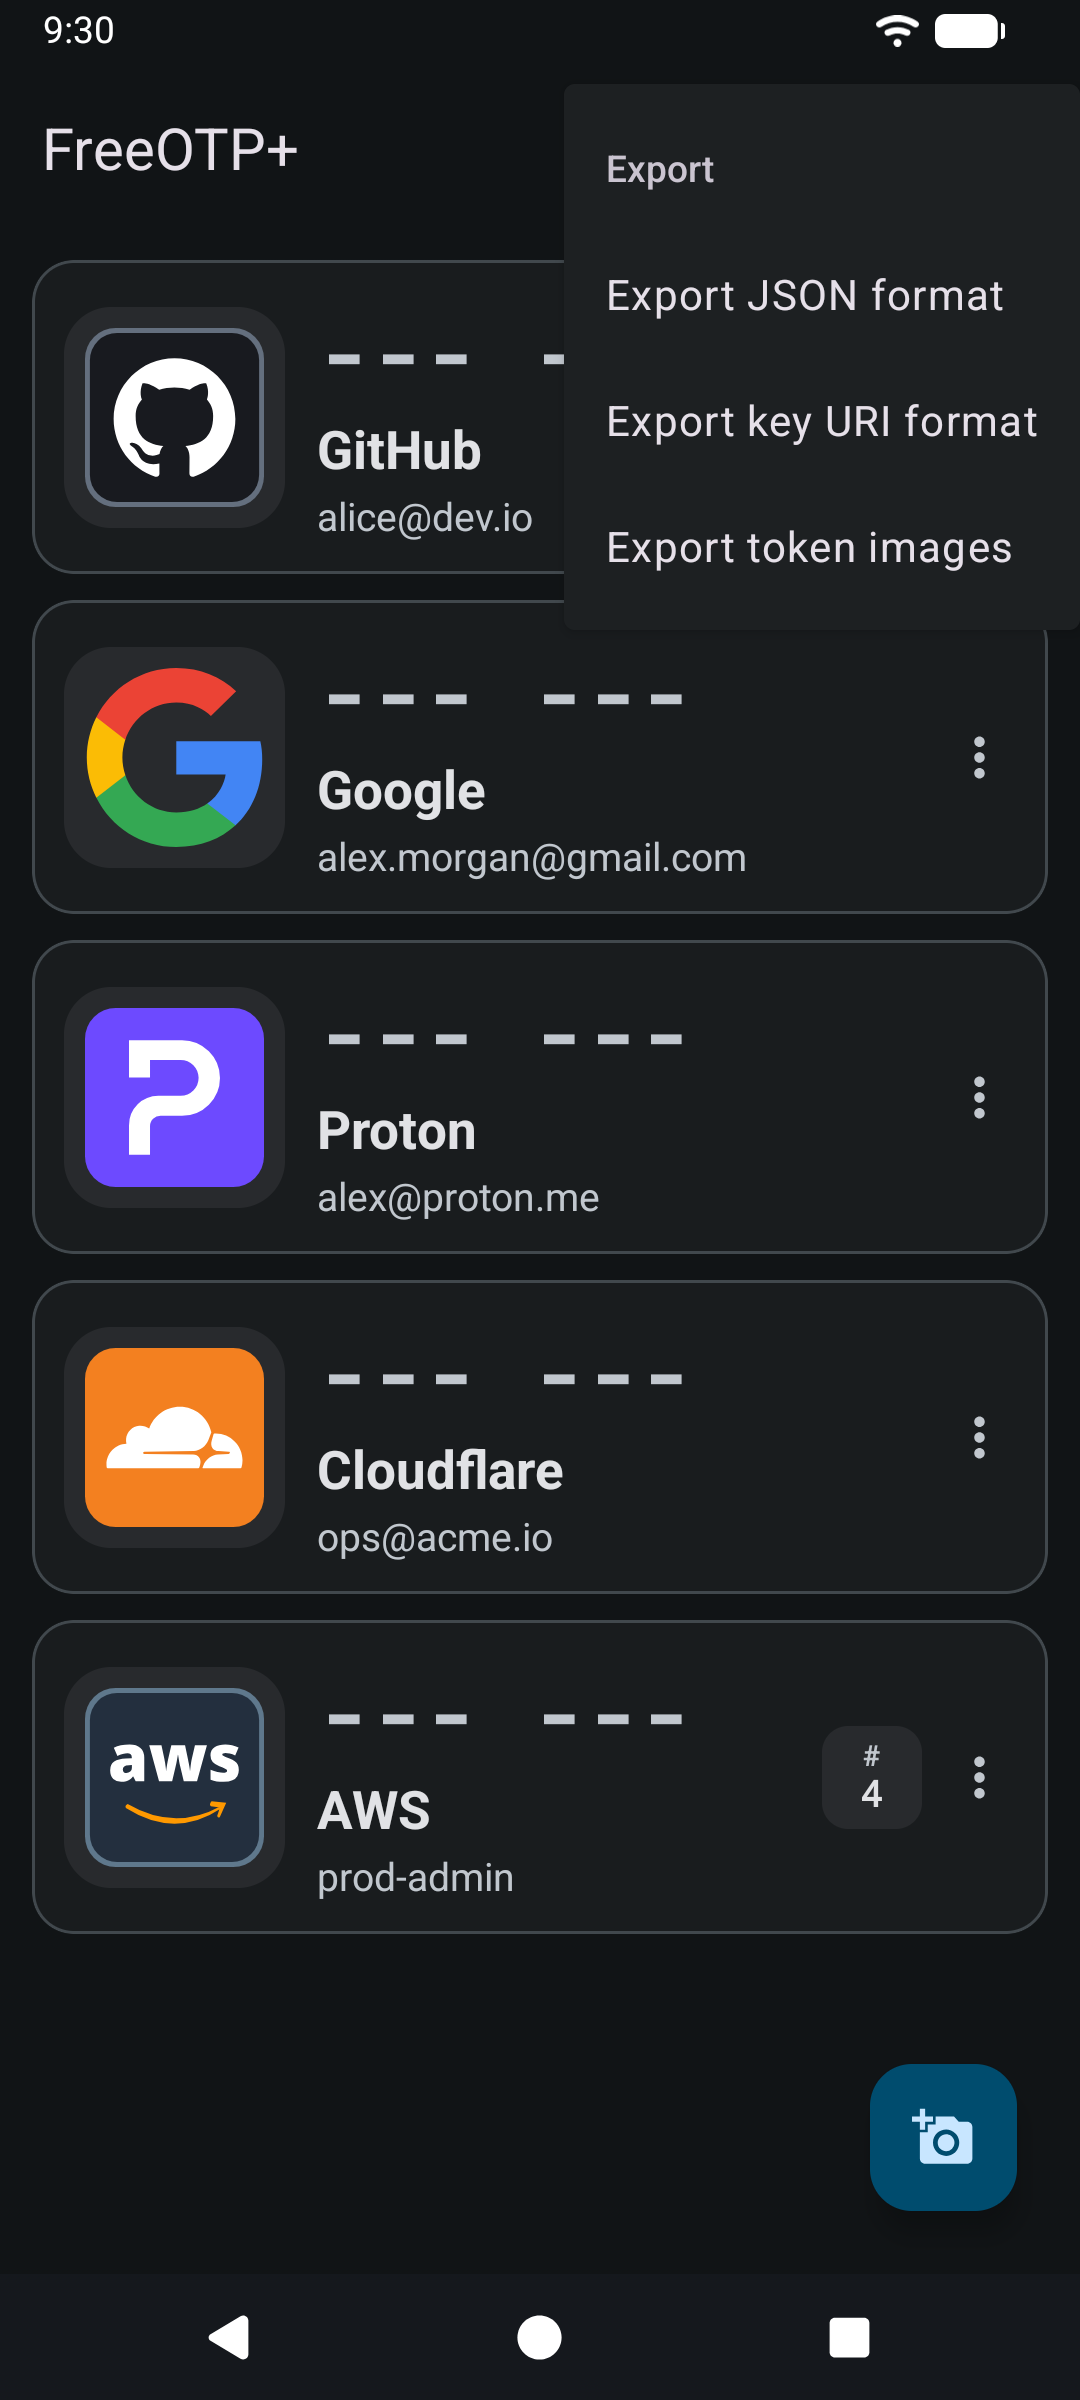 9:30
FreeOTP+
Export
Export JSON format
Export key URI format
Export token images
--- -
GitHub
alice@dev.io
--- ---
Google
alex.morgan@gmail.com
--- ---
Proton
alex@proton.me
--- ---
Cloudflare
ops@acme.io
aws
--- ---
AWS
prod-admin
#
4